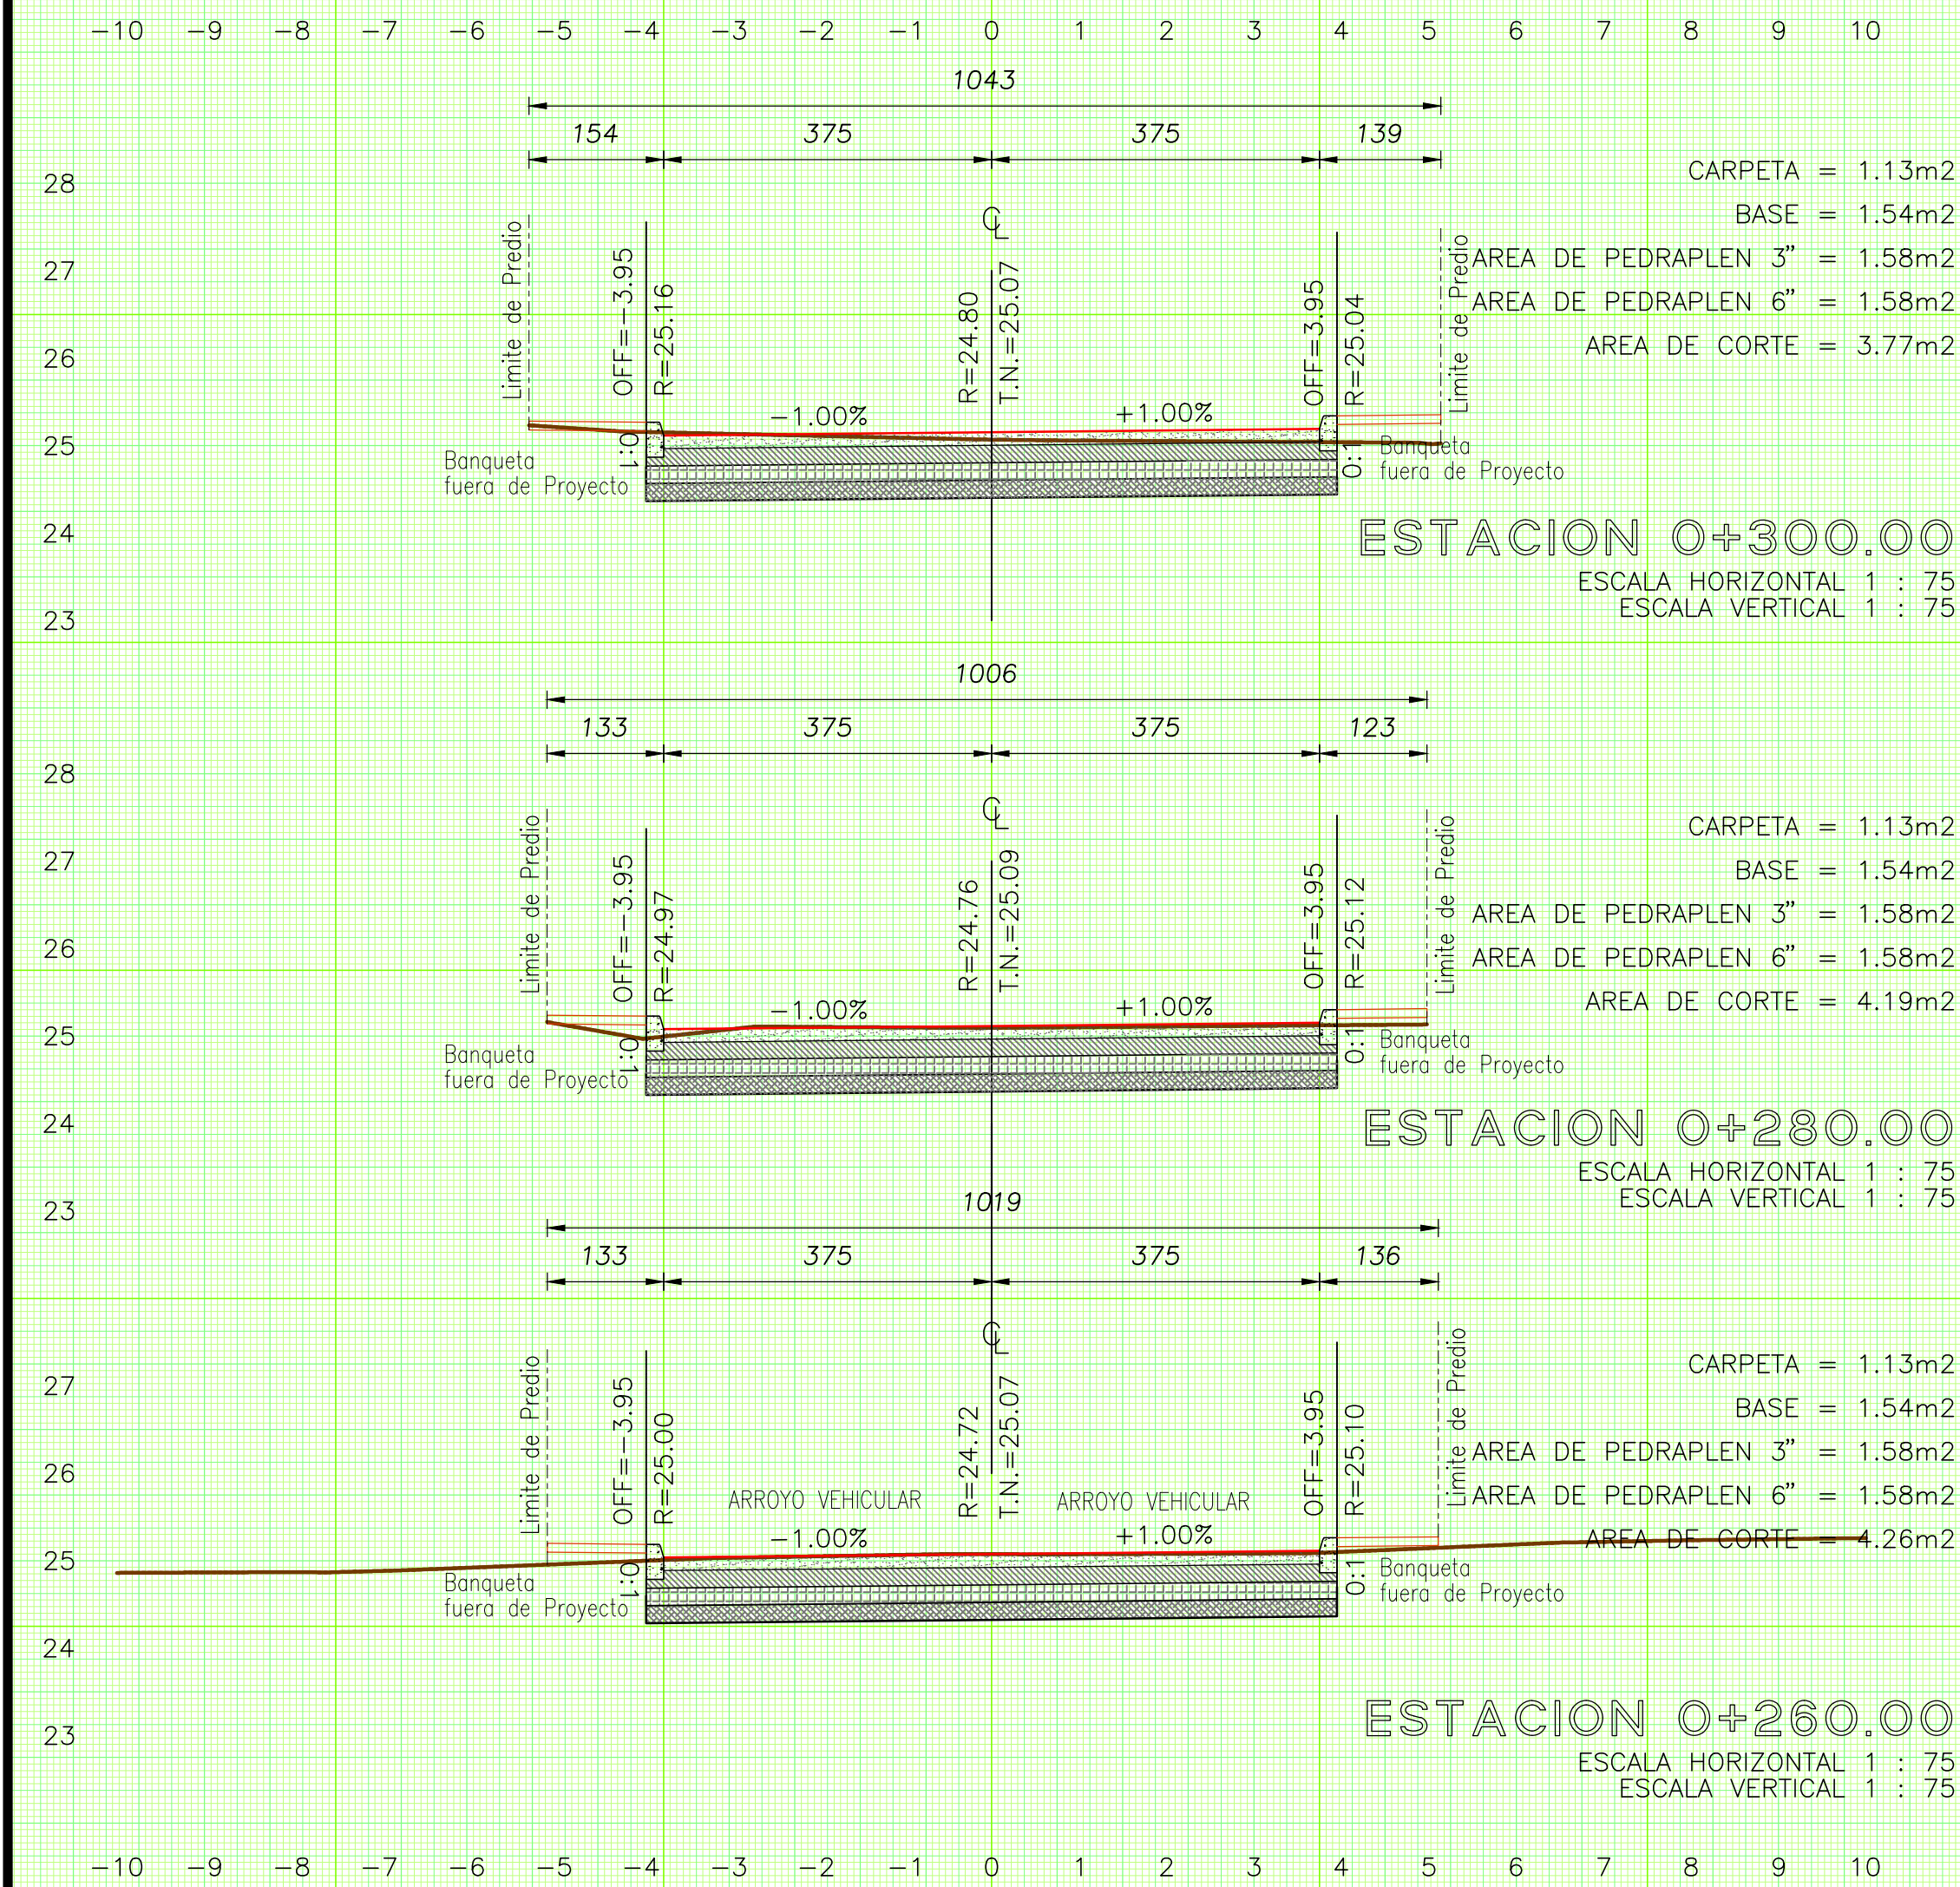 -10 -9 -8 -7 -6 -5 -4 -3 -2 -1 0 1 2 3 4 5 6 7 8 9 10
1043
154 375 375 139
28
27
26
25
24
23
CL
Limite de Predio
OFF=-3.95
R=25.16
R=24.80
T.N.=25.07
OFF=3.95
R=25.04
Limite de Predio
-1.00%
+1.00%
0:1
0:1
Banqueta
fuera de Proyecto
Banqueta
fuera de Proyecto
CARPETA = 1.13m2
BASE = 1.54m2
AREA DE PEDRAPLEN 3" = 1.58m2
AREA DE PEDRAPLEN 6" = 1.58m2
AREA DE CORTE = 3.77m2
ESTACION 0+300.00
ESCALA HORIZONTAL 1 : 75
ESCALA VERTICAL 1 : 75
1006
133 375 375 123
28
27
26
25
24
23
CL
Limite de Predio
OFF=-3.95
R=24.97
R=24.76
T.N.=25.09
OFF=3.95
R=25.12
Limite de Predio
-1.00%
+1.00%
0:1
0:1
Banqueta
fuera de Proyecto
Banqueta
fuera de Proyecto
CARPETA = 1.13m2
BASE = 1.54m2
AREA DE PEDRAPLEN 3" = 1.58m2
AREA DE PEDRAPLEN 6" = 1.58m2
AREA DE CORTE = 4.19m2
ESTACION 0+280.00
ESCALA HORIZONTAL 1 : 75
ESCALA VERTICAL 1 : 75
1019
133 375 375 136
27
26
25
24
23
CL
Limite de Predio
OFF=-3.95
R=25.00
R=24.72
T.N.=25.07
OFF=3.95
R=25.10
Limite de Predio
ARROYO VEHICULAR
ARROYO VEHICULAR
-1.00%
+1.00%
0:1
0:1
Banqueta
fuera de Proyecto
Banqueta
fuera de Proyecto
CARPETA = 1.13m2
BASE = 1.54m2
AREA DE PEDRAPLEN 3" = 1.58m2
AREA DE PEDRAPLEN 6" = 1.58m2
AREA DE CORTE = 4.26m2
ESTACION 0+260.00
ESCALA HORIZONTAL 1 : 75
ESCALA VERTICAL 1 : 75
-10 -9 -8 -7 -6 -5 -4 -3 -2 -1 0 1 2 3 4 5 6 7 8 9 10